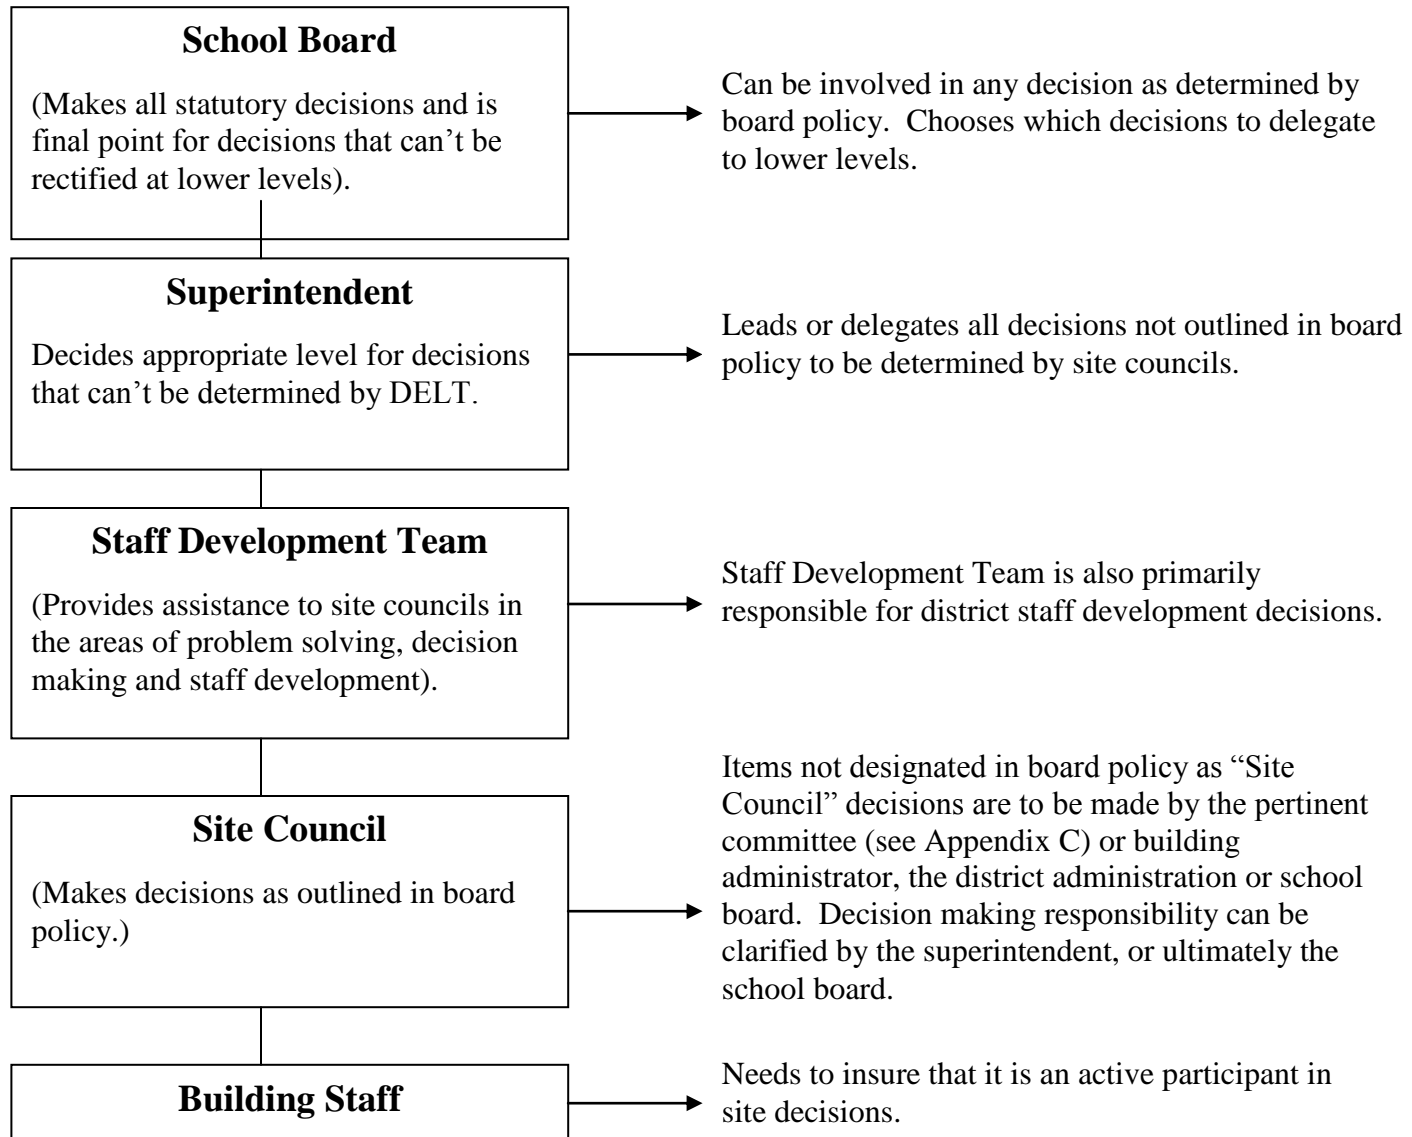 School Board
(Makes all statutory decisions and is
final point for decisions that can’t be
rectified at lower levels).
Can be involved in any decision as determined by
board policy.  Chooses which decisions to delegate
to lower levels.
Superintendent
Decides appropriate level for decisions
that can’t be determined by DELT.
Leads or delegates all decisions not outlined in board
policy to be determined by site councils.
Staff Development Team
(Provides assistance to site councils in
the areas of problem solving, decision
making and staff development).
Staff Development Team is also primarily
responsible for district staff development decisions.
Site Council
(Makes decisions as outlined in board
policy.)
Items not designated in board policy as “Site
Council” decisions are to be made by the pertinent
committee (see Appendix C) or building
administrator, the district administration or school
board.  Decision making responsibility can be
clarified by the superintendent, or ultimately the
school board.
Building Staff
Needs to insure that it is an active participant in
site decisions.